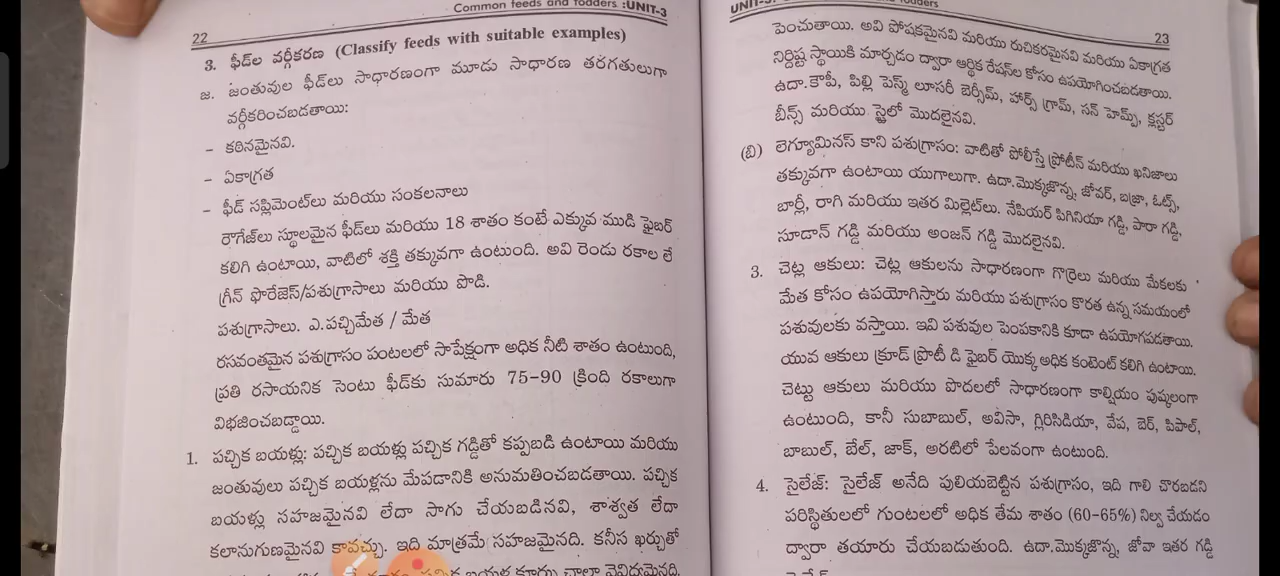 Common feeds and fodders :UNIT-3
22
3. ఫీడ్‌ల వర్గీకరణ (Classify feeds with suitable examples)
జ. జంతువుల ఫీడ్‌లు సాధారణంగా మూడు సాధారణ తరగతులుగా
వర్గీకరించబడతాయి:
– కఠినమైనవి.
– ఏకాగ్రత
– ఫీడ్ సప్లిమెంట్‌లు మరియు సంకలనాలు
రాగేజ్‌లు స్థూలమైన ఫీడ్‌లు మరియు 18 శాతం కంటే ఎక్కువ ముడి ఫైబర్
కలిగి ఉంటాయి, వాటిలో శక్తి తక్కువగా ఉంటుంది. అవి రెండు రకాల లే
గ్రీన్ ఫొరేజెస్/పశుగ్రాసాలు మరియు పొడి.
పశుగ్రాసాలు. ఎ.పచ్చిమేత / మేత
రసవంతమైన పశుగ్రాసం పంటలలో సాపేక్షంగా అధిక నీటి శాతం ఉంటుంది,
ప్రతి రసాయనిక సెంటు ఫీడ్‌కు సుమారు 75-90 క్రింది రకాలుగా
విభజించబడ్డాయి.
1. పచ్చిక బయళ్లు: పచ్చిక బయళ్లు పచ్చిక గడ్డితో కప్పబడి ఉంటాయి మరియు
జంతువులు పచ్చిక బయళ్లను మేపడానికి అనుమతించబడతాయి. పచ్చిక
బయళ్లు సహజమైనవి లేదా సాగు చేయబడినవి, శాశ్వత లేదా
కలానుగుణమైనవి కావచ్చు. ఇది మాత్రమే సహజమైనది. కనీస ఖర్చుతో
పచ్చిక బయళ్ల చాలా వైవిధ్యమైనది.
23
పెంచుతాయి. అవి పోషకమైనవి మరియు రుచికరమైనవి మరియు ఏకాగ్రత
నిర్దిష్ట స్థాయికి మార్చడం ద్వారా ఆర్థిక రేషన్‌ల కోసం ఉపయోగించబడతాయి.
ఉదా.కౌపీ, పిల్లి పెస్మ్ లూసరీ బెర్సీమ్, హార్స్ గ్రామ్, సన్ హెమ్ప్, క్లస్టర్
బీన్స్ మరియు స్టైలో మొదలైనవి.
(బి) లెగ్యూమినస్ కాని పశుగ్రాసం: వాటితో పోలిస్తే ప్రోటీన్ మరియు ఖనిజాలు
తక్కువగా ఉంటాయి యుగాలుగా. ఉదా.మొక్కజొన్న, జోవర్, బజ్రా, ఓట్స్,
బార్లీ, రాగి మరియు ఇతర మిల్లెట్‌లు. నేపియర్ పిగినియా గడ్డి, పారా గడ్డి,
సూడాన్ గడ్డి మరియు అంజన్ గడ్డి మొదలైనవి.
3. చెట్ల ఆకులు: చెట్ల ఆకులను సాధారణంగా గొర్రెలు మరియు మేకలకు
మేత కోసం ఉపయోగిస్తారు మరియు పశుగ్రాసం కొరత ఉన్న సమయంలో
పశువులకు వస్తాయి. ఇవి పశువుల పెంపకానికి కూడా ఉపయోగపడతాయి.
యువ ఆకులు క్రూడ్ ప్రొటీ డి ఫైబర్ యొక్క అధిక కంటెంట్ కలిగి ఉంటాయి.
చెట్టు ఆకులు మరియు పొదలలో సాధారణంగా కాల్షియం పుష్కలంగా
ఉంటుంది, కానీ సుబాబుల్, అవిసా, గ్లిరిసిడియా, వేప, బెర్, పిపాల్,
బాబుల్, బేల్, జాక్, అరటిలో పేలవంగా ఉంటుంది.
4. సైలేజ్: సైలేజ్ అనేది పులియబెట్టిన పశుగ్రాసం, ఇది గాలి చొరబడని
పరిస్థితులలో గుంటలలో అధిక తేమ శాతం (60-65%) నిల్వ చేయడం
ద్వారా తయారు చేయబడుతుంది. ఉదా.మొక్కజొన్న, జోవా ఇతర గడ్డి